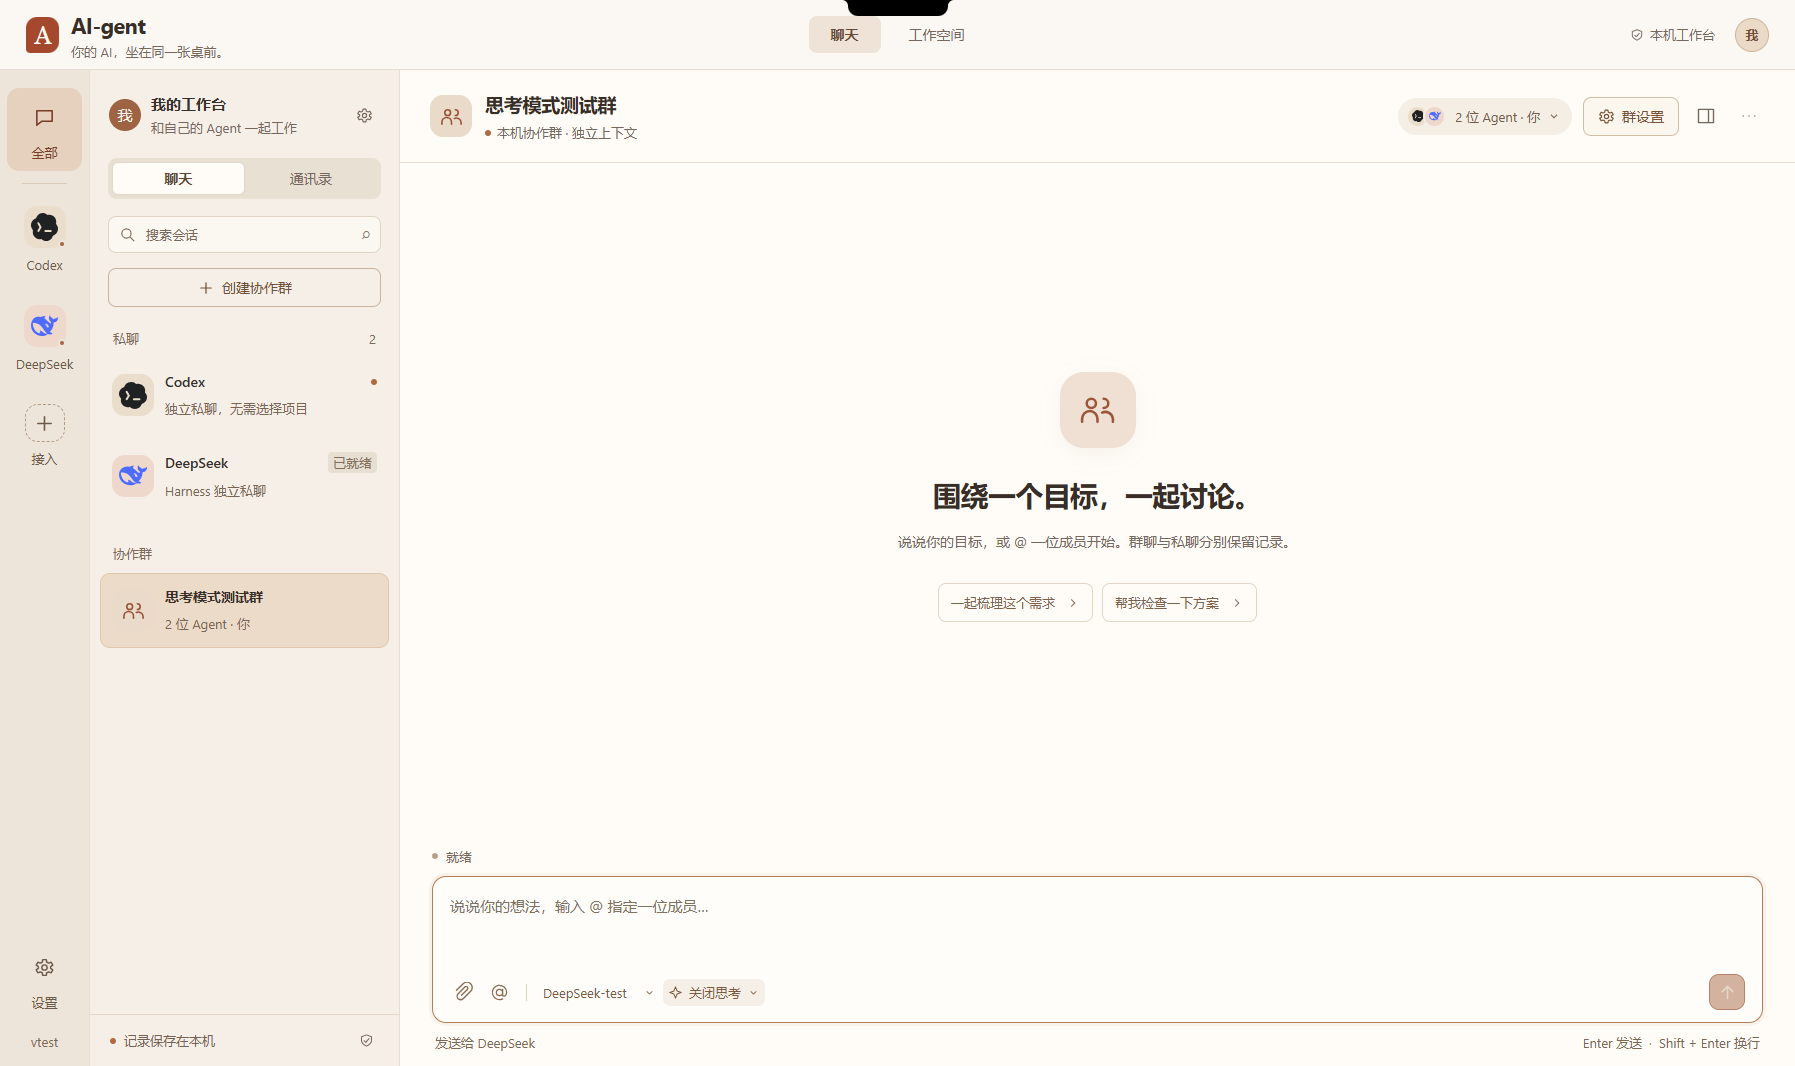 A
AI-gent
你的 AI，坐在同一张桌前。
聊天
工作空间
本机工作台
我
全部
Codex
DeepSeek
接入
设置
vtest
我
我的工作台
和自己的 Agent 一起工作
聊天
通讯录
搜索会话
创建协作群
私聊
2
Codex
独立私聊，无需选择项目
DeepSeek
已就绪
Harness 独立私聊
协作群
思考模式测试群
2 位 Agent · 你
记录保存在本机
思考模式测试群
本机协作群 · 独立上下文
2 位 Agent · 你
群设置
围绕一个目标，一起讨论。
说说你的目标，或 @ 一位成员开始。群聊与私聊分别保留记录。
一起梳理这个需求
帮我检查一下方案
就绪
说说你的想法，输入 @ 指定一位成员...
DeepSeek-test
关闭思考
发送给 DeepSeek
Enter 发送 · Shift + Enter 换行